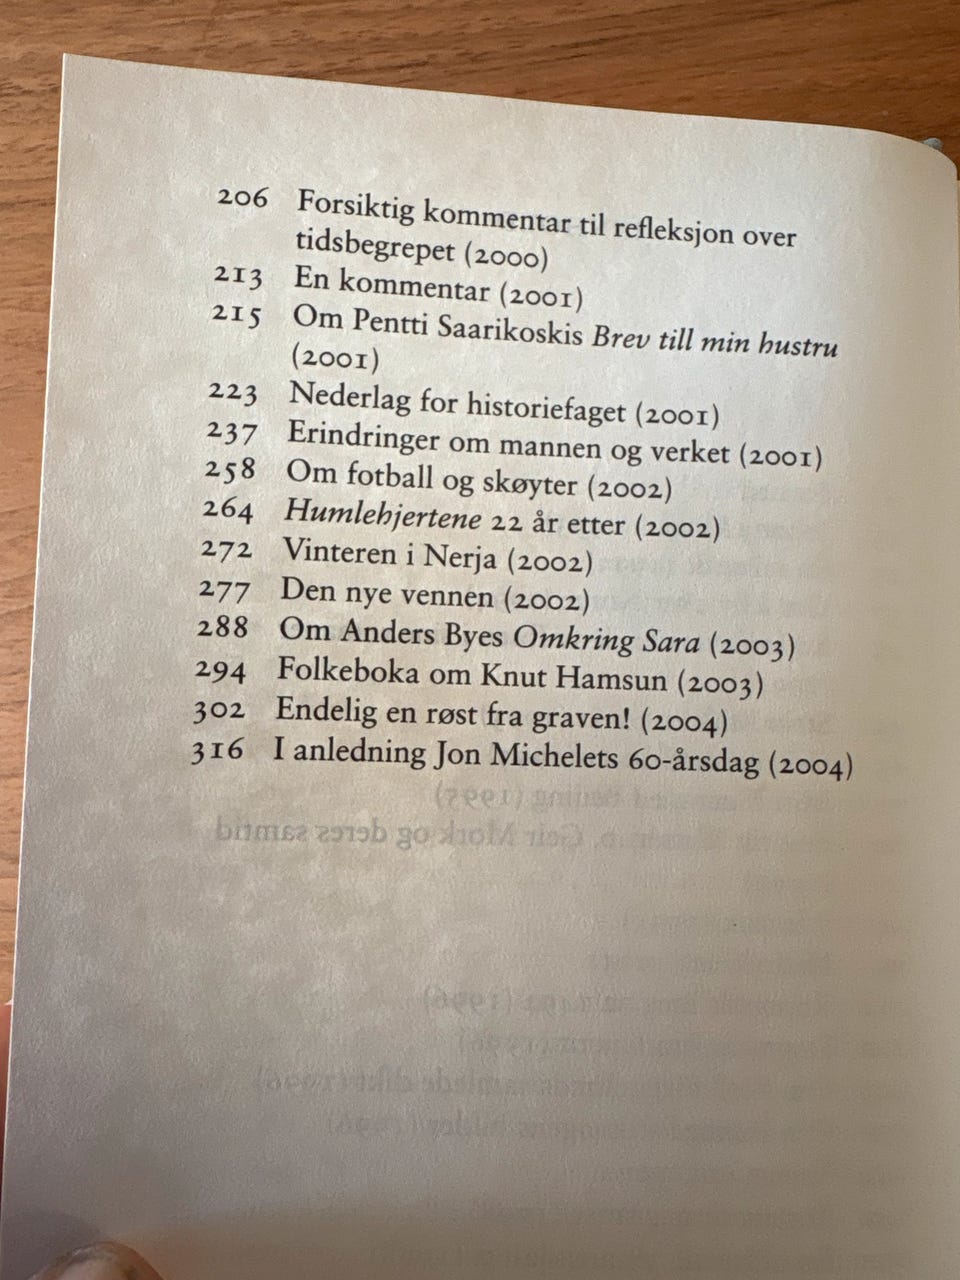 206 Forsiktig kommentar til refleksjon over
tidsbegrepet (2000)
213 En kommentar (2001)
215 Om Pentti Saarikoskis Brev till min hustru
(2001)
223 Nederlag for historiefaget (2001)
237 Erindringer om mannen og verket (2001)
258 Om fotball og skøyter (2002)
264 Humlehjertene 22 år etter (2002)
272 Vinteren i Nerja (2002)
277 Den nye vennen (2002)
288 Om Anders Byes Omkring Sara (2003)
294 Folkeboka om Knut Hamsun (2003)
302 Endelig en røst fra graven! (2004)
316 I anledning Jon Michelets 60-årsdag (2004)